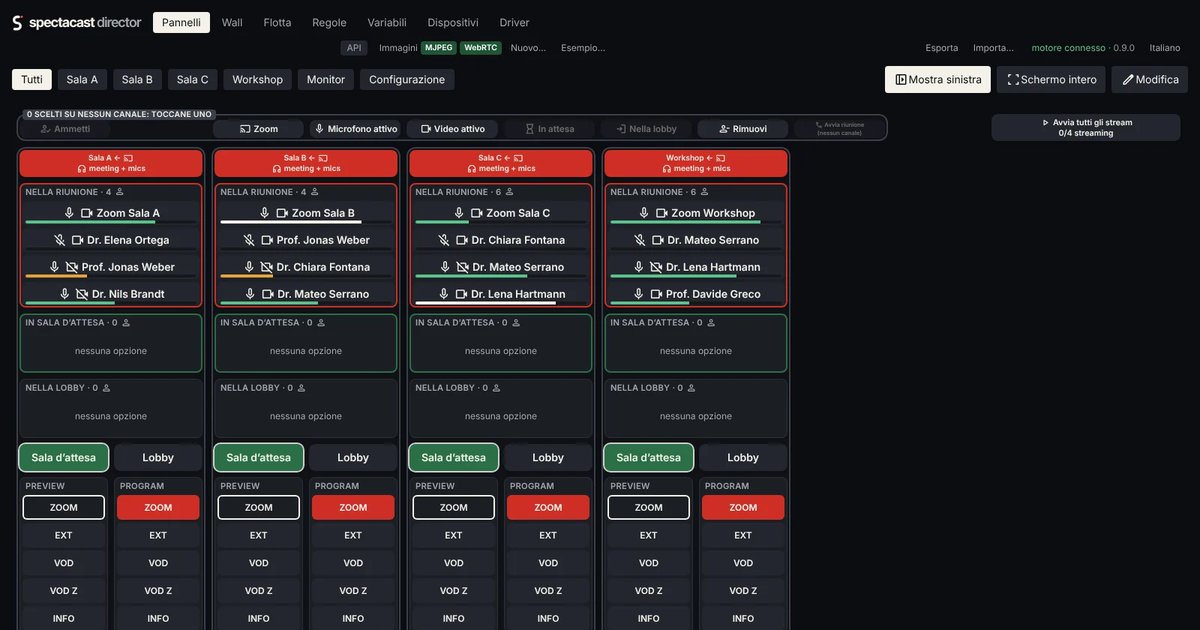 spectacast director
Pannelli
Wall
Flotta
Regole
Variabili
Dispositivi
Driver
API
Immagini
MJPEG
WebRTC
Nuovo...
Esempio...
Esporta
Importa...
motore connesso · 0.9.0
Italiano
Tutti
Sala A
Sala B
Sala C
Workshop
Monitor
Configurazione
Mostra sinistra
Schermo intero
Modifica
0 SCELTI SU NESSUN CANALE: TOCCANE UNO
Ammetti
Zoom
Microfono attivo
Video attivo
In attesa
Nella lobby
Rimuovi
Avvia riunione
(nessun canale)
Avvia tutti gli stream
0/4 streaming
Sala A ←
meeting + mics
NELLA RIUNIONE · 4
Zoom Sala A
Dr. Elena Ortega
Prof. Jonas Weber
Dr. Nils Brandt
IN SALA D’ATTESA · 0
nessuna opzione
NELLA LOBBY · 0
nessuna opzione
Sala d’attesa
Lobby
PREVIEW
ZOOM
EXT
VOD
VOD Z
INFO
PROGRAM
ZOOM
EXT
VOD
VOD Z
INFO
Sala B ←
meeting + mics
NELLA RIUNIONE · 4
Zoom Sala B
Prof. Jonas Weber
Dr. Chiara Fontana
Dr. Mateo Serrano
IN SALA D’ATTESA · 0
nessuna opzione
NELLA LOBBY · 0
nessuna opzione
Sala d’attesa
Lobby
PREVIEW
ZOOM
EXT
VOD
VOD Z
INFO
PROGRAM
ZOOM
EXT
VOD
VOD Z
INFO
Sala C ←
meeting + mics
NELLA RIUNIONE · 6
Zoom Sala C
Dr. Chiara Fontana
Dr. Mateo Serrano
Dr. Lena Hartmann
IN SALA D’ATTESA · 0
nessuna opzione
NELLA LOBBY · 0
nessuna opzione
Sala d’attesa
Lobby
PREVIEW
ZOOM
EXT
VOD
VOD Z
INFO
PROGRAM
ZOOM
EXT
VOD
VOD Z
INFO
Workshop ←
meeting + mics
NELLA RIUNIONE · 6
Zoom Workshop
Dr. Mateo Serrano
Dr. Lena Hartmann
Prof. Davide Greco
IN SALA D’ATTESA · 0
nessuna opzione
NELLA LOBBY · 0
nessuna opzione
Sala d’attesa
Lobby
PREVIEW
ZOOM
EXT
VOD
VOD Z
INFO
PROGRAM
ZOOM
EXT
VOD
VOD Z
INFO